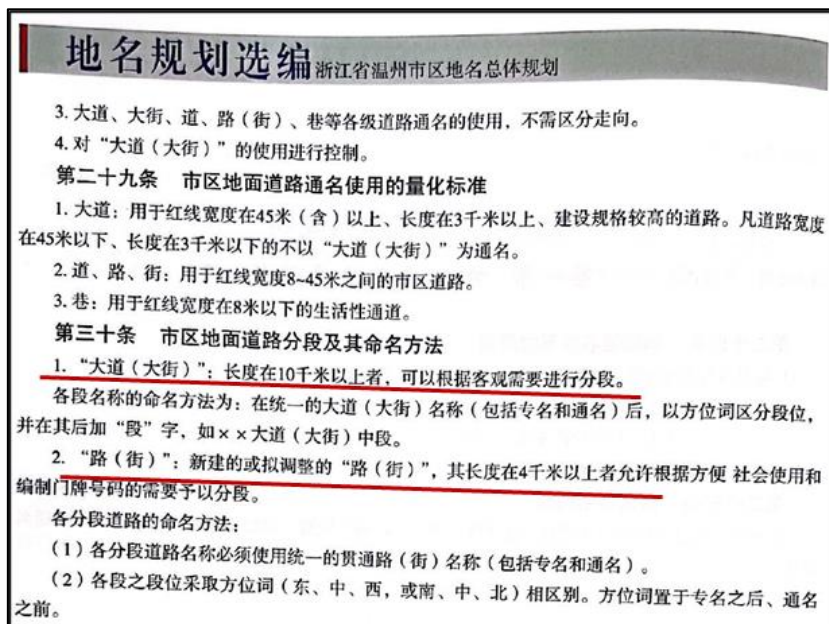 地名规划选编浙江省温州市区地名总体规划
3. 大道、大街、道、路（街）、巷等各级道路通名的使用，不需区分走向。
4. 对“大道（大街）”的使用进行控制。
第二十九条 市区地面道路通名使用的量化标准
1. 大道：用于红线宽度在45米（含）以上、长度在3千米以上、建设规格较高的道路。凡道路宽度
在45米以下、长度在3千米以下的不以“大道（大街）”为通名。
2. 道、路、街：用于红线宽度8~45米之间的市区道路。
3. 巷：用于红线宽度在8米以下的生活性通道。
第三十条 市区地面道路分段及其命名方法
1. “大道（大街）”：长度在10千米以上者，可以根据客观需要进行分段。
各段名称的命名方法为：在统一的大道（大街）名称（包括专名和通名）后，以方位词区分段位，
并在其后加“段”字，如××大道（大街）中段。
2. “路（街）”：新建的或拟调整的“路（街）”，其长度在4千米以上者允许根据方便 社会使用和
编制门牌号码的需要予以分段。
各分段道路的命名方法：
（1）各分段道路名称必须使用统一的贯通路（街）名称（包括专名和通名）。
（2）各段之段位采取方位词（东、中、西，或南、中、北）相区别。方位词置于专名之后、通名
之前。